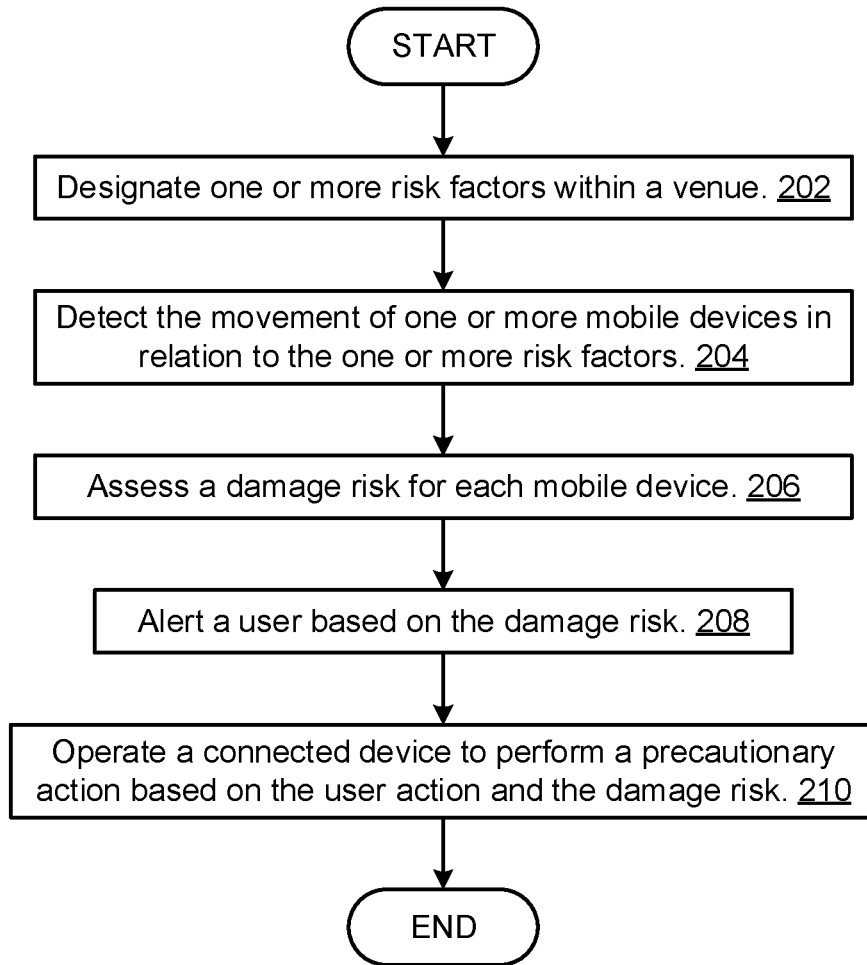 START
Designate one or more risk factors within a venue. 202
Detect the movement of one or more mobile devices in
relation to the one or more risk factors. 204
Assess a damage risk for each mobile device. 206
Alert a user based on the damage risk. 208
Operate a connected device to perform a precautionary
action based on the user action and the damage risk. 210
END